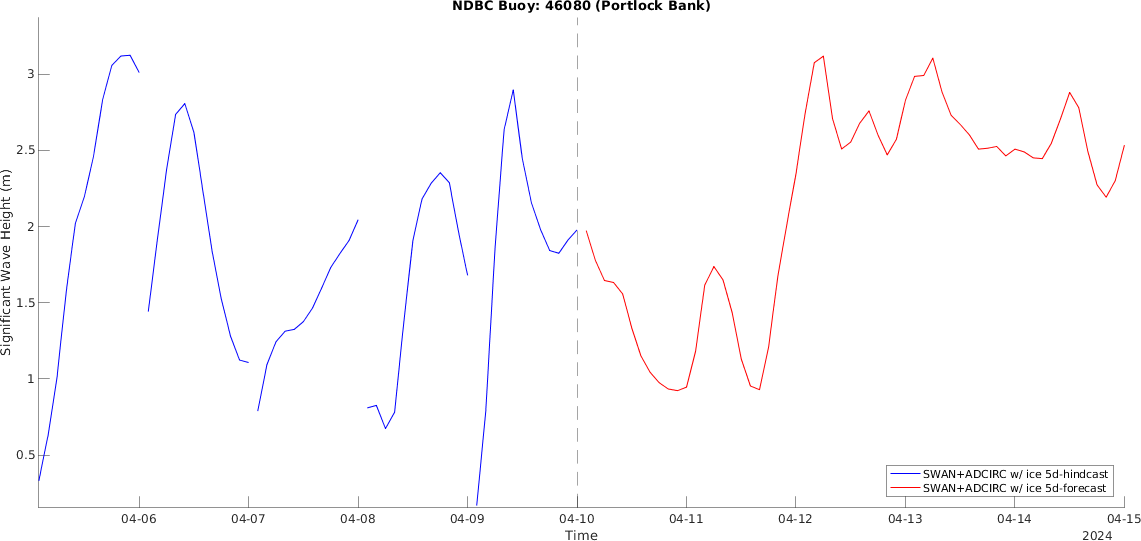 NDBC Buoy: 46080 (Portlock Bank)
3
2.5
2
1.5
1
0.5
Significant Wave Height (m)
04-06 04-07 04-08 04-09 04-10 04-11 04-12 04-13 04-14 04-15
Time
2024
SWAN+ADCIRC w/ ice 5d-hindcast
SWAN+ADCIRC w/ ice 5d-forecast